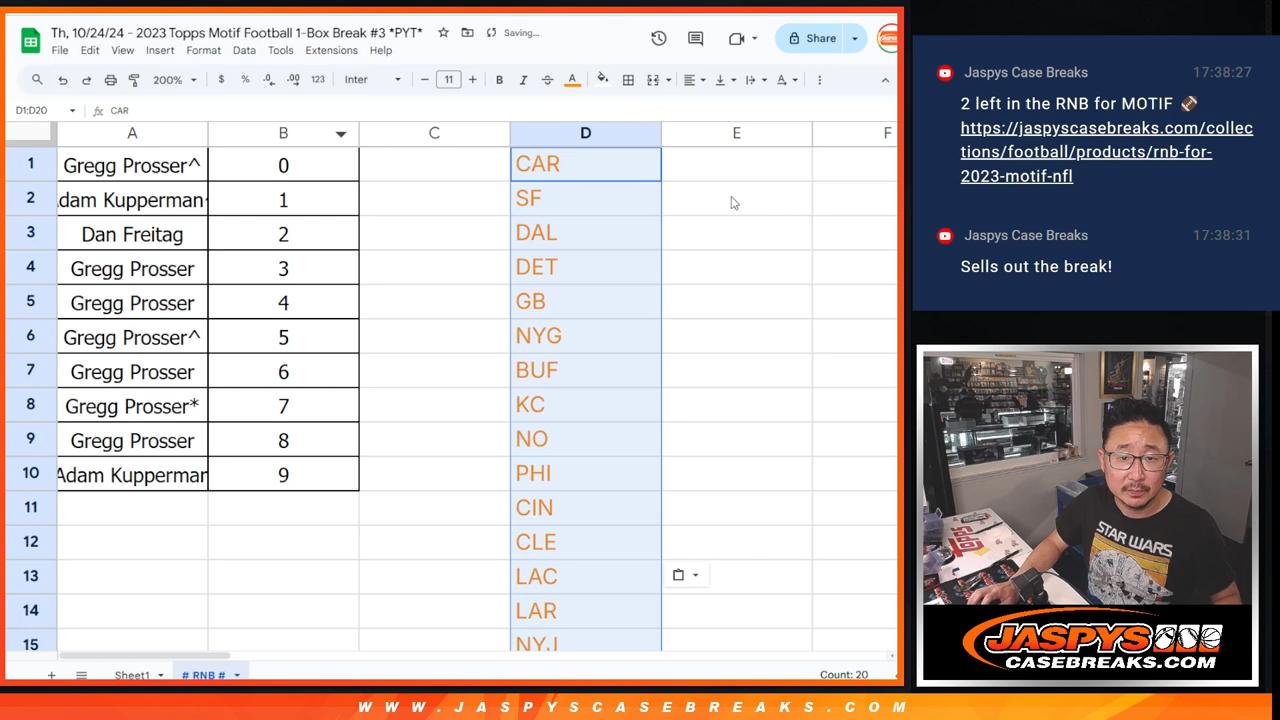 Th, 10/24/24 - 2023 Topps Motif Football 1-Box Break #3 *PYT*
Saving...
File Edit View Insert Format Data Tools Extensions Help
Share
200%
$ % .0 .00 123
Inter
11
B I A
D1:D20
CAR
A B C D E F
1 Gregg Prosser^ 0 CAR
2 Adam Kupperman 1 SF
3 Dan Freitag 2 DAL
4 Gregg Prosser 3 DET
5 Gregg Prosser 4 GB
6 Gregg Prosser^ 5 NYG
7 Gregg Prosser 6 BUF
8 Gregg Prosser* 7 KC
9 Gregg Prosser 8 NO
10 Adam Kupperman 9 PHI
11 CIN
12 CLE
13 LAC
14 LAR
15 NYJ
Sheet1
# RNB #
Count: 20
Jaspys Case Breaks 17:38:27
2 left in the RNB for MOTIF 🏈
https://jaspyscasebreaks.com/collec
tions/football/products/rnb-for-
2023-motif-nfl
Jaspys Case Breaks 17:38:31
Sells out the break!
STAR WARS
JASPYS
CASEBREAKS.COM
WWW.JASPYSCASEBREAKS.COM